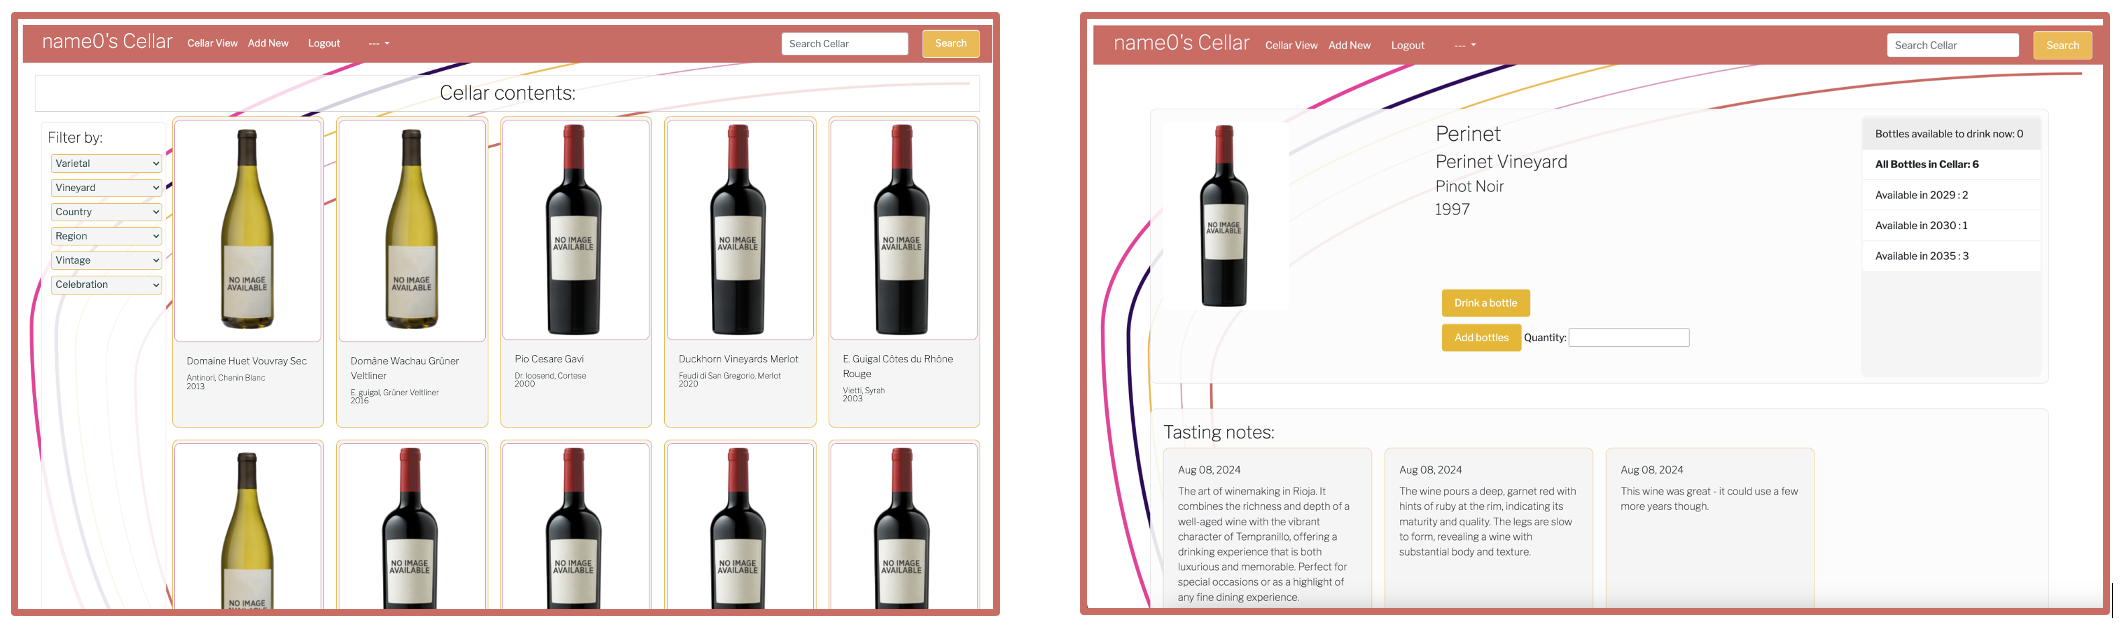 name0's Cellar Cellar View Add New Logout --- Search Cellar Search
Cellar contents:
Filter by:
Varietal
Vineyard
Country
Region
Vintage
Celebration
NO IMAGE
AVAILABLE
Domaine Huet Vouvray Sec
Antinori, Chenin Blanc
2013
NO IMAGE
AVAILABLE
Domäne Wachau Grüner
Veltliner
E. guigal, Grüner Veltliner
2016
NO IMAGE
AVAILABLE
Pio Cesare Gavi
Dr. loosend, Cortese
2000
NO IMAGE
AVAILABLE
Duckhorn Vineyards Merlot
Feudi di San Gregorio, Merlot
2020
NO IMAGE
AVAILABLE
E. Guigal Côtes du Rhône
Rouge
Vietti, Syrah
2003
NO IMAGE
NO IMAGE
AVAILABLE
NO IMAGE
AVAILABLE
NO IMAGE
AVAILABLE
NO IMAGE
AVAILABLE
name0's Cellar Cellar View Add New Logout --- Search Cellar Search
NO IMAGE
AVAILABLE
Perinet
Perinet Vineyard
Pinot Noir
1997
Drink a bottle
Add bottles Quantity:
Bottles available to drink now: 0
All Bottles in Cellar: 6
Available in 2029 : 2
Available in 2030 : 1
Available in 2035 : 3
Tasting notes:
Aug 08, 2024
The art of winemaking in Rioja. It
combines the richness and depth of a
well-aged wine with the vibrant
character of Tempranillo, offering a
drinking experience that is both
luxurious and memorable. Perfect for
special occasions or as a highlight of
any fine dining experience.
Aug 08, 2024
The wine pours a deep, garnet red with
hints of ruby at the rim, indicating its
maturity and quality. The legs are slow
to form, revealing a wine with
substantial body and texture.
Aug 08, 2024
This wine was great - it could use a few
more years though.